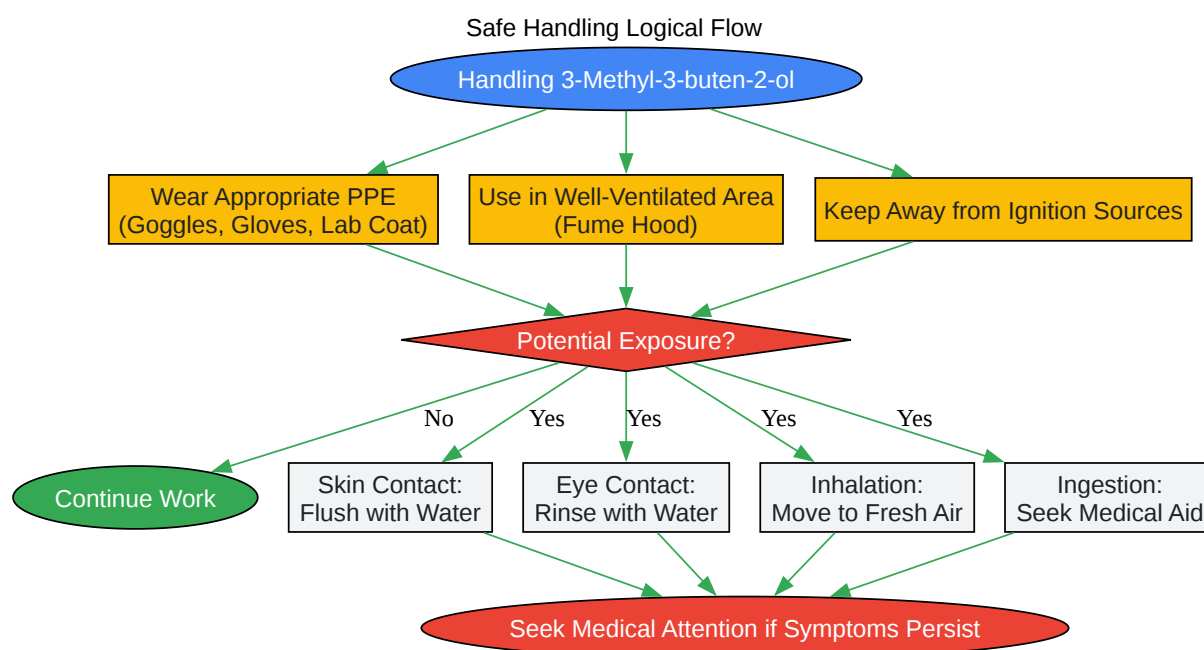 Safe Handling Logical Flow
Handling 3-Methyl-3-buten-2-ol
Wear Appropriate PPE
(Goggles, Gloves, Lab Coat)
Use in Well-Ventilated Area
(Fume Hood)
Keep Away from Ignition Sources
Potential Exposure?
No
Yes
Yes
Yes
Yes
Continue Work
Skin Contact:
Flush with Water
Eye Contact:
Rinse with Water
Inhalation:
Move to Fresh Air
Ingestion:
Seek Medical Aid
Seek Medical Attention if Symptoms Persist